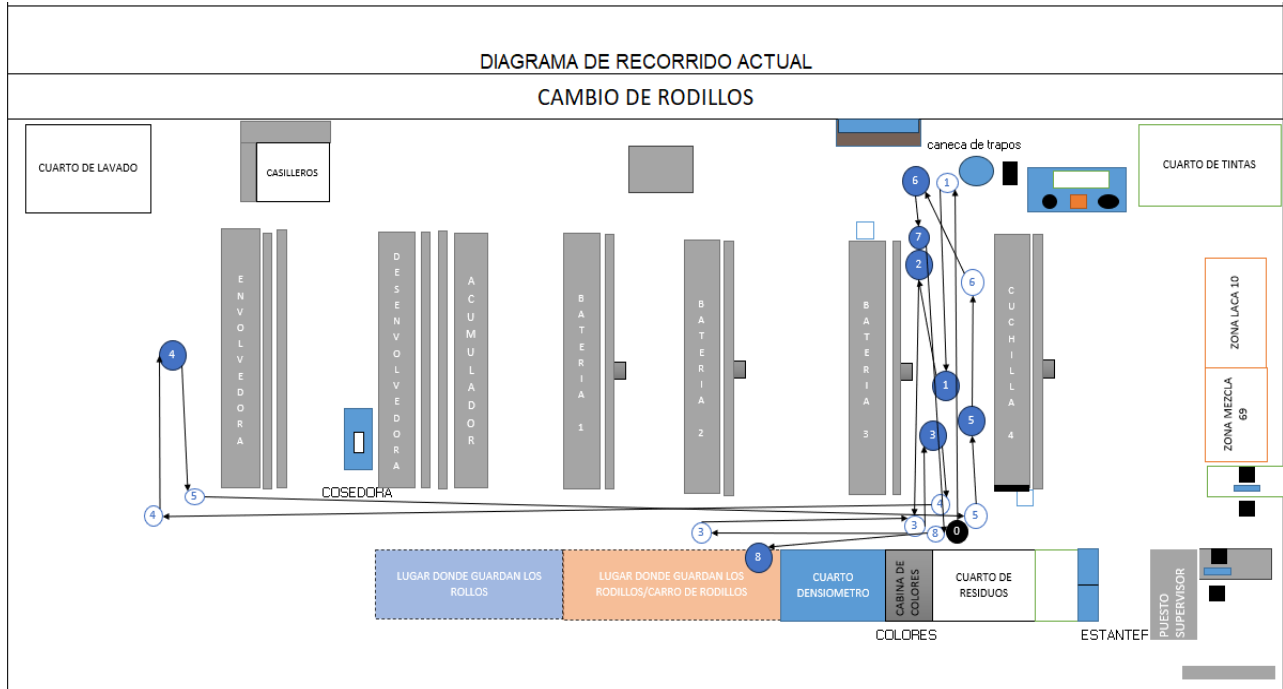 DIAGRAMA DE RECORRIDO ACTUAL
CAMBIO DE RODILLOS
CUARTO DE LAVADO
CASILLEROS
caneca de trapos
CUARTO DE TINTAS
6
1
7
2
6
4
1
5
3
5
4
4
5
3
3
8
0
8
ENVOLVEDORA
DESENVOLVEDORA
ACUMULADOR
BATERIA 1
BATERIA 2
BATERIA 3
CUCHILLA 4
ZONA LACA 10
ZONA MEZCLA
69
COSEDORA
LUGAR DONDE GUARDAN LOS
ROLLOS
LUGAR DONDE GUARDAN LOS
RODILLOS/CARRO DE RODILLOS
CUARTO
DENSIOMETRO
CABINA DE
COLORES
CUARTO DE
RESIDUOS
COLORES
ESTANTEF
PUESTO
SUPERVISOR